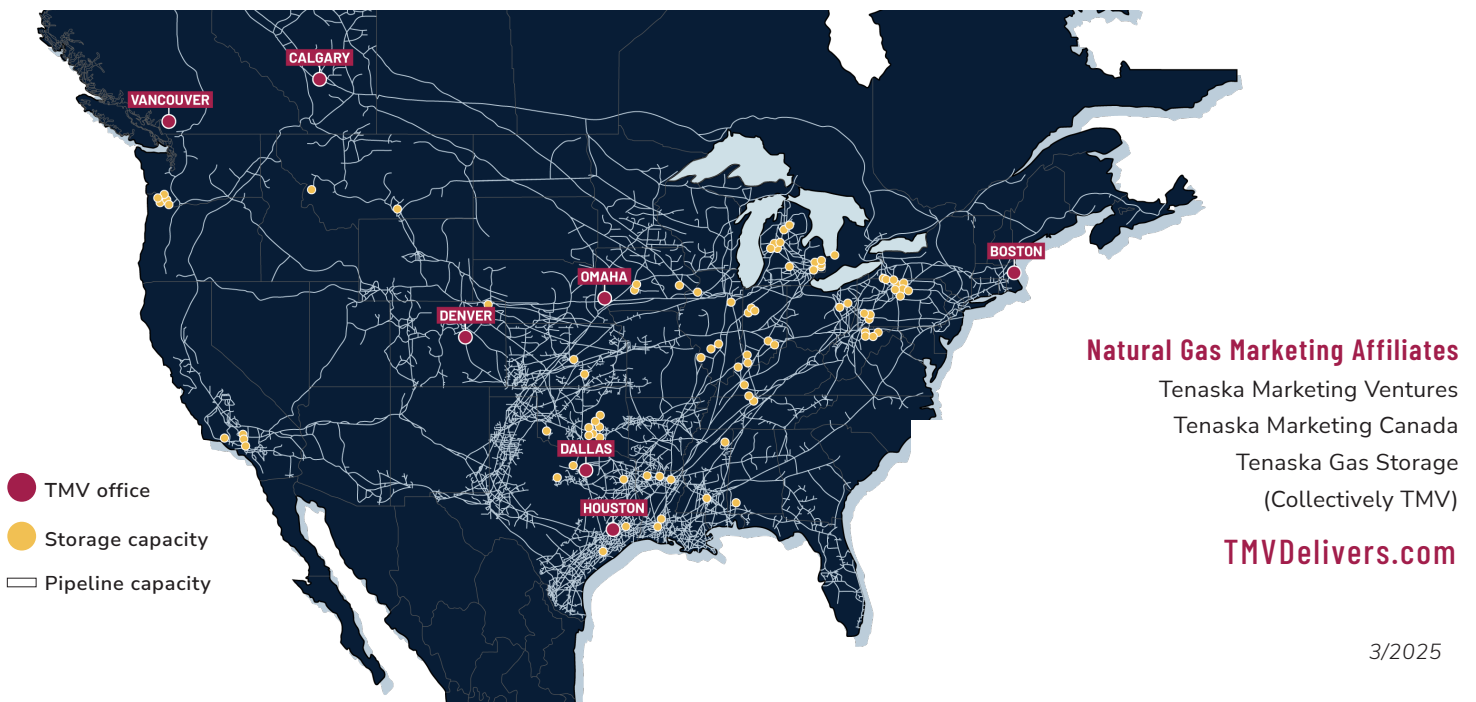 CALGARY
VANCOUVER
BOSTON
OMAHA
DENVER
DALLAS
HOUSTON
TMV office
Storage capacity
Pipeline capacity
Natural Gas Marketing Affiliates
Tenaska Marketing Ventures
Tenaska Marketing Canada
Tenaska Gas Storage
(Collectively TMV)
TMVDelivers.com
3/2025